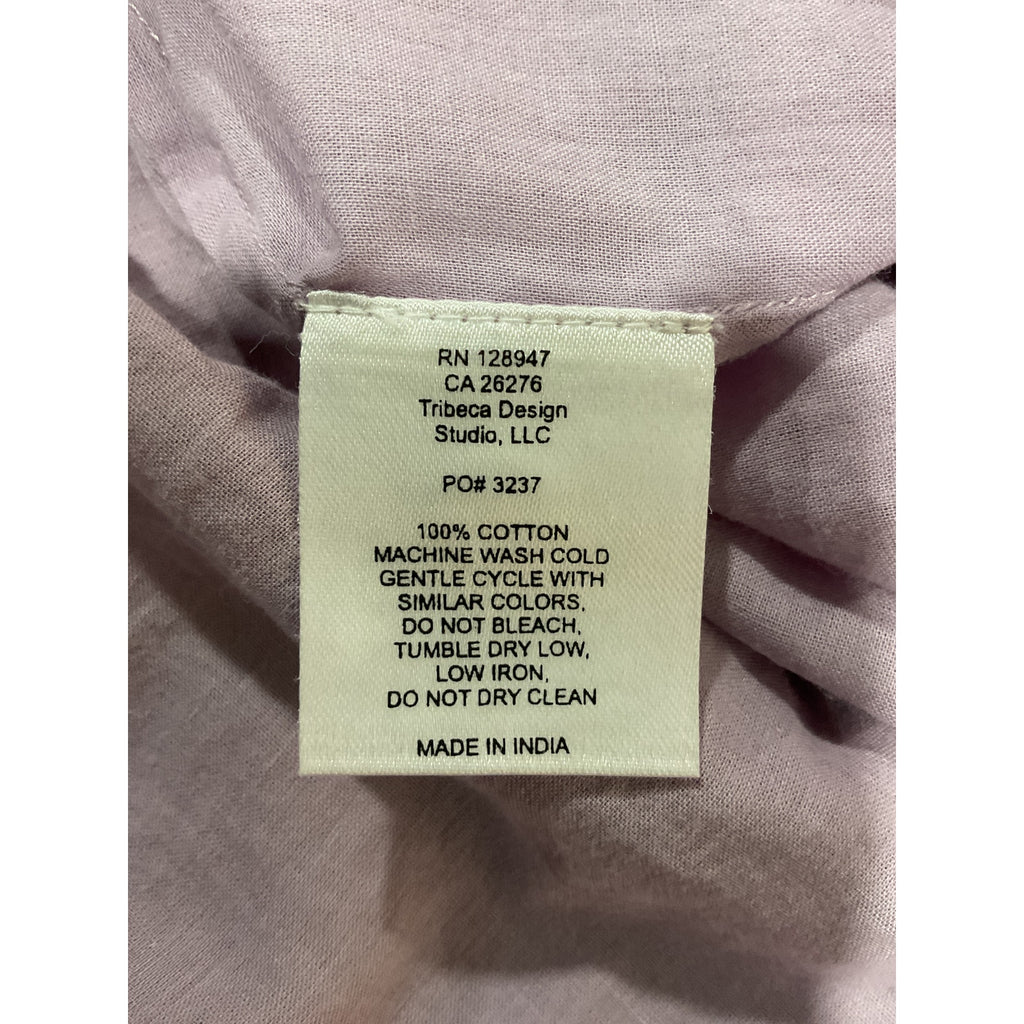 RN 128947
CA 26276
Tribeca Design
Studio, LLC
PO# 3237
100% COTTON
MACHINE WASH COLD
GENTLE CYCLE WITH
SIMILAR COLORS,
DO NOT BLEACH,
TUMBLE DRY LOW,
LOW IRON,
DO NOT DRY CLEAN
MADE IN INDIA